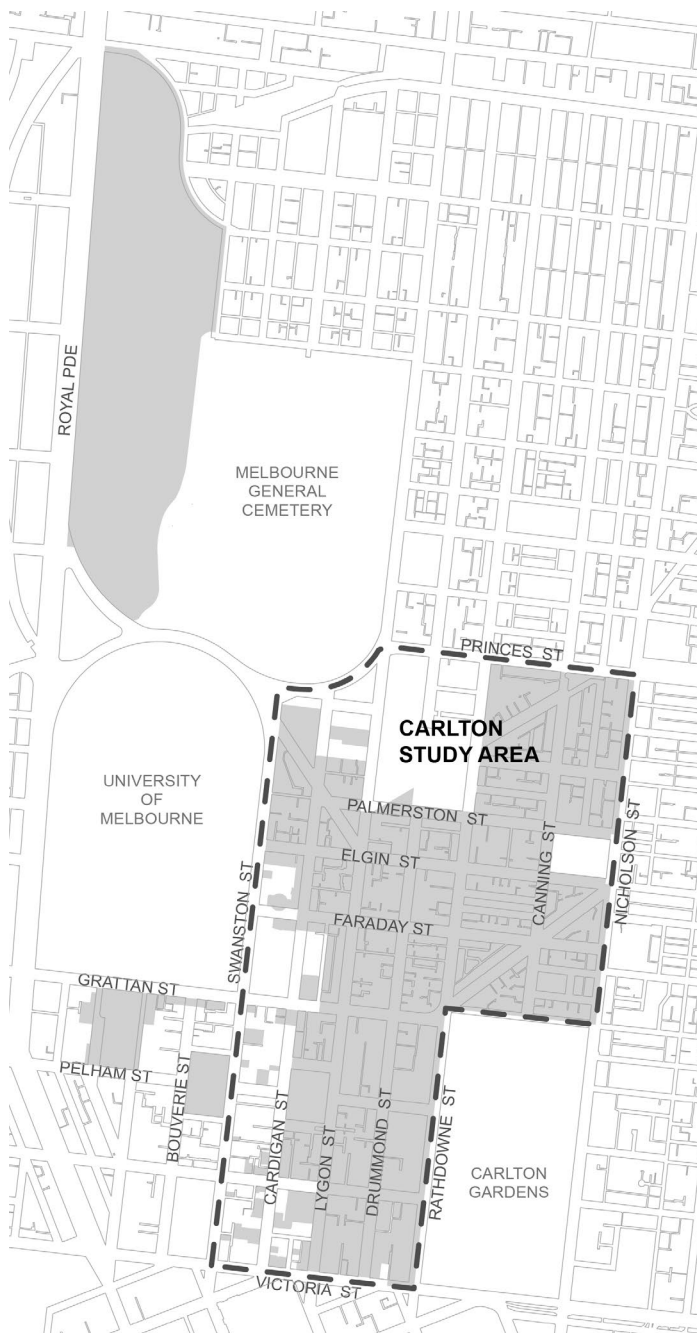 ROYAL PDE
MELBOURNE
GENERAL
CEMETERY
PRINCES ST
CARLTON
STUDY AREA
UNIVERSITY
OF
MELBOURNE
PALMERSTON ST
ELGIN ST
CANNING ST
NICHOLSON ST
SWANSTON ST
FARADAY ST
GRATTAN ST
PELHAM ST
BOUVERIE ST
CARDIGAN ST
LYGON ST
DRUMMOND ST
RATHDOWNE ST
CARLTON
GARDENS
VICTORIA ST